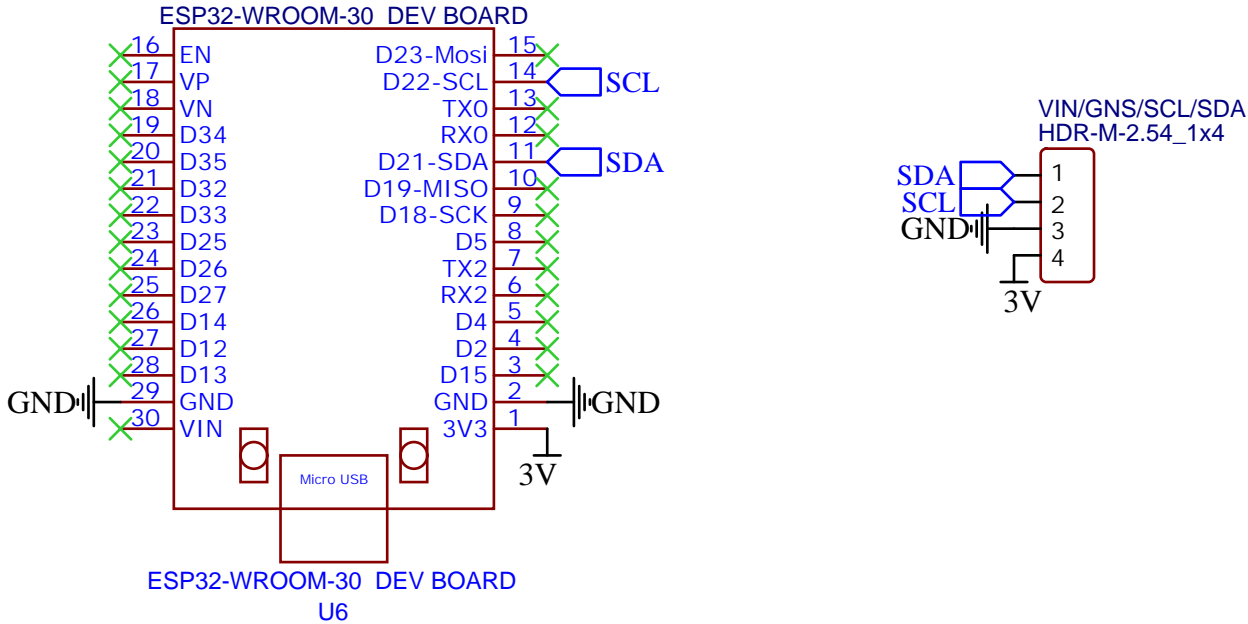 ESP32-WROOM-30 DEV BOARD
16 EN D23-Mosi 15
17 VP D22-SCL 14 SCL
18 VN TX0 13
19 D34 RX0 12
20 D35 D21-SDA 11 SDA
21 D32 D19-MISO 10
22 D33 D18-SCK 9
23 D25 D5 8
24 D26 TX2 7
25 D27 RX2 6
26 D14 D4 5
27 D12 D2 4
28 D13 D15 3
GND 29 GND GND 2 GND
30 VIN 3V3 1
3V
Micro USB
ESP32-WROOM-30 DEV BOARD
U6
VIN/GNS/SCL/SDA
HDR-M-2.54_1x4
SDA 1
SCL 2
GND 3
4
3V